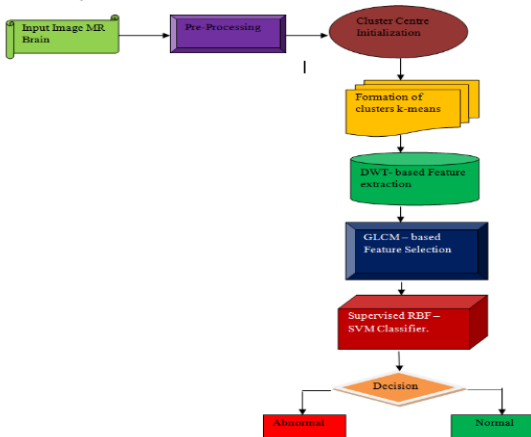 Input Image MR
Brain
Pre-Processing
Cluster Centre
Initialization
Formation of
clusters k-means
DWT- based Feature
extraction
GLCM – based
Feature Selection
Supervised RBF –
SVM Classifier.
Decision
Abnormal
Normal